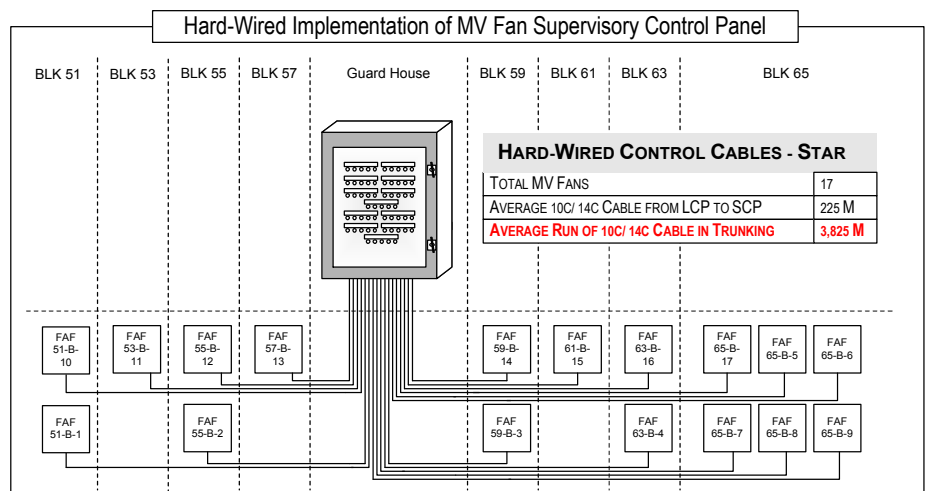 Hard-Wired Implementation of MV Fan Supervisory Control Panel
BLK 51 BLK 53 BLK 55 BLK 57 Guard House BLK 59 BLK 61 BLK 63 BLK 65
HARD-WIRED CONTROL CABLES - STAR
TOTAL MV FANS 17
AVERAGE 10C/ 14C CABLE FROM LCP TO SCP 225 M
AVERAGE RUN OF 10C/ 14C CABLE IN TRUNKING 3,825 M
FAF
51-B-
10
FAF
53-B-
11
FAF
55-B-
12
FAF
57-B-
13
FAF
59-B-
14
FAF
61-B-
15
FAF
63-B-
16
FAF
65-B-
17
FAF
65-B-5
FAF
65-B-6
FAF
51-B-1
FAF
55-B-2
FAF
59-B-3
FAF
63-B-4
FAF
65-B-7
FAF
65-B-8
FAF
65-B-9